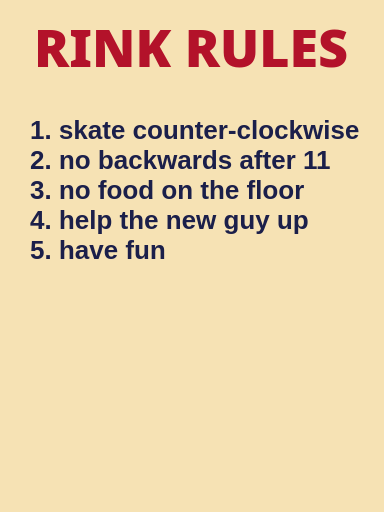 RINK RULES
1. skate counter-clockwise
2. no backwards after 11
3. no food on the floor
4. help the new guy up
5. have fun